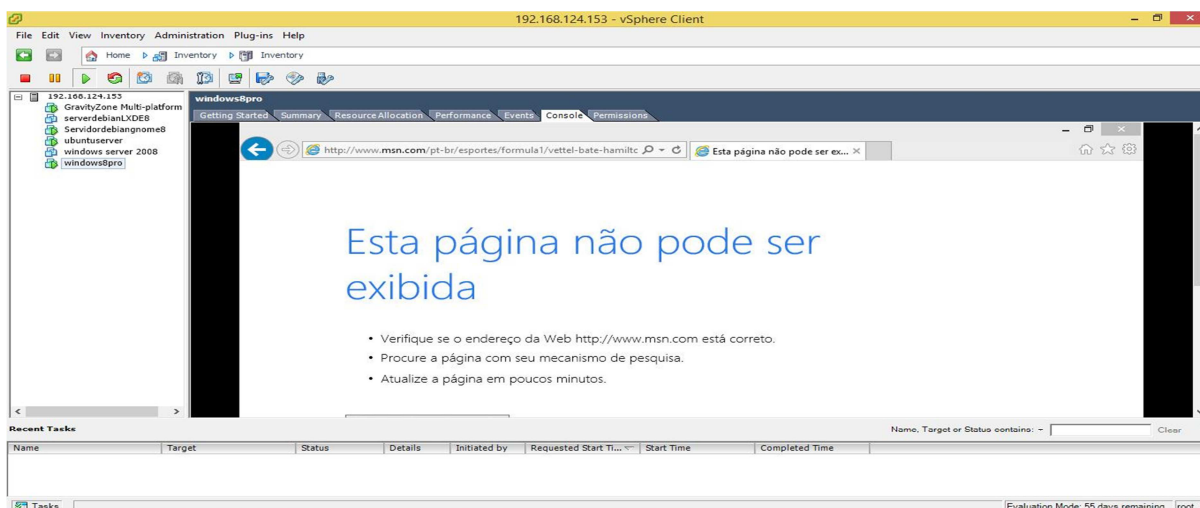 192.168.124.153 - vSphere Client
File Edit View Inventory Administration Plug-ins Help
Home Inventory Inventory
192.168.124.153
GravityZone Multi-platform
serverdebianLXDE8
Servidordebiangnome8
ubuntuserver
windows server 2008
windows8pro
windows8pro
Getting Started Summary Resource Allocation Performance Events Console Permissions
http://www.msn.com/pt-br/esportes/formula1/vettel-bate-hamiltc Esta página não pode ser ex...
Esta página não pode ser
exibida
• Verifique se o endereço da Web http://www.msn.com está correto.
• Procure a página com seu mecanismo de pesquisa.
• Atualize a página em poucos minutos.
Recent Tasks
Name, Target or Status contains: Clear
Name Target Status Details Initiated by Requested Start Ti... Start Time Completed Time
Tasks Evaluation Mode: 55 days remaining root